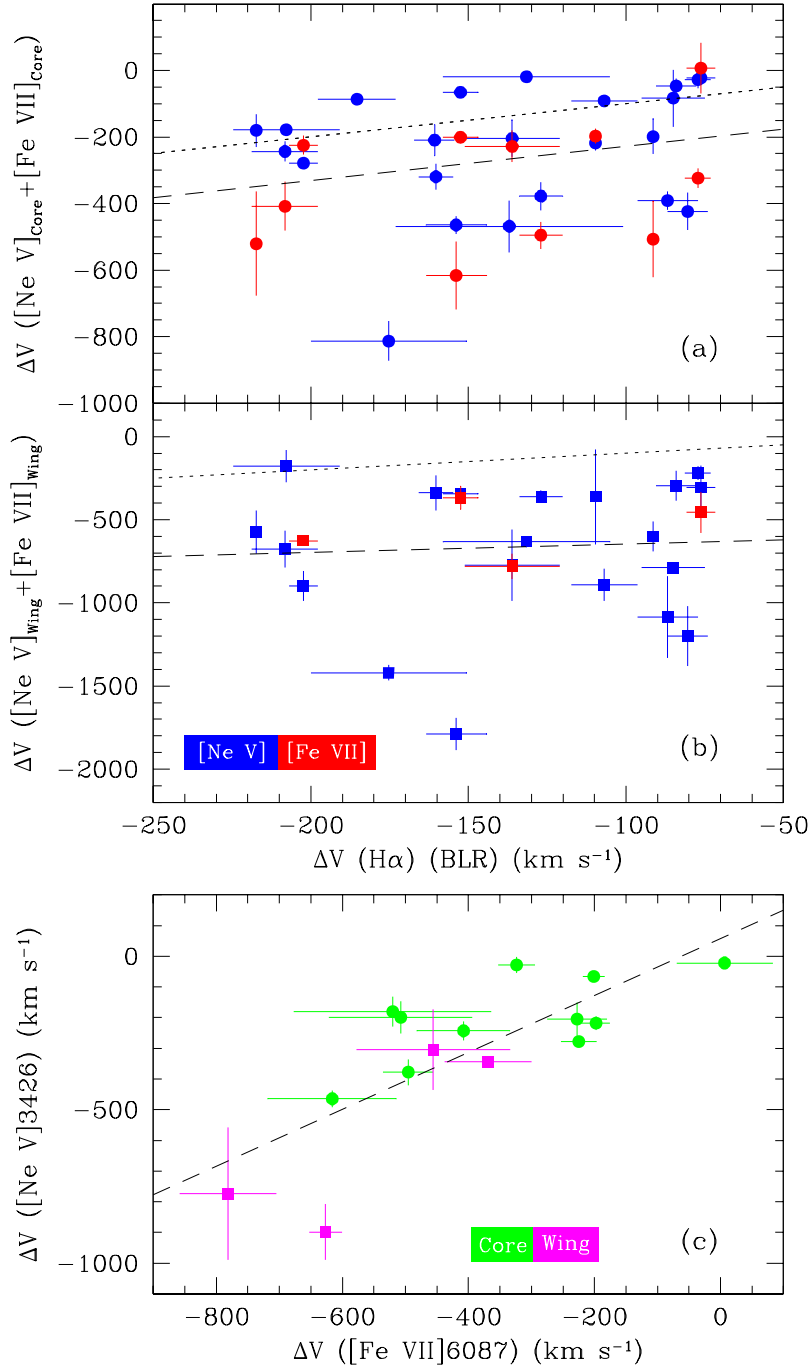 0
−200
−400
−600
−800
−1000
ΔV ([Ne V]Core+[Fe VII]Core)
(a)
0
−500
−1000
−1500
−2000
ΔV ([Ne V]Wing+[Fe VII]Wing)
[Ne V] [Fe VII]
(b)
−250 −200 −150 −100 −50
ΔV (Hα) (BLR) (km s⁻¹)
0
−500
−1000
ΔV ([Ne V]3426) (km s⁻¹)
Core Wing
(c)
−800 −600 −400 −200 0
ΔV ([Fe VII]6087) (km s⁻¹)